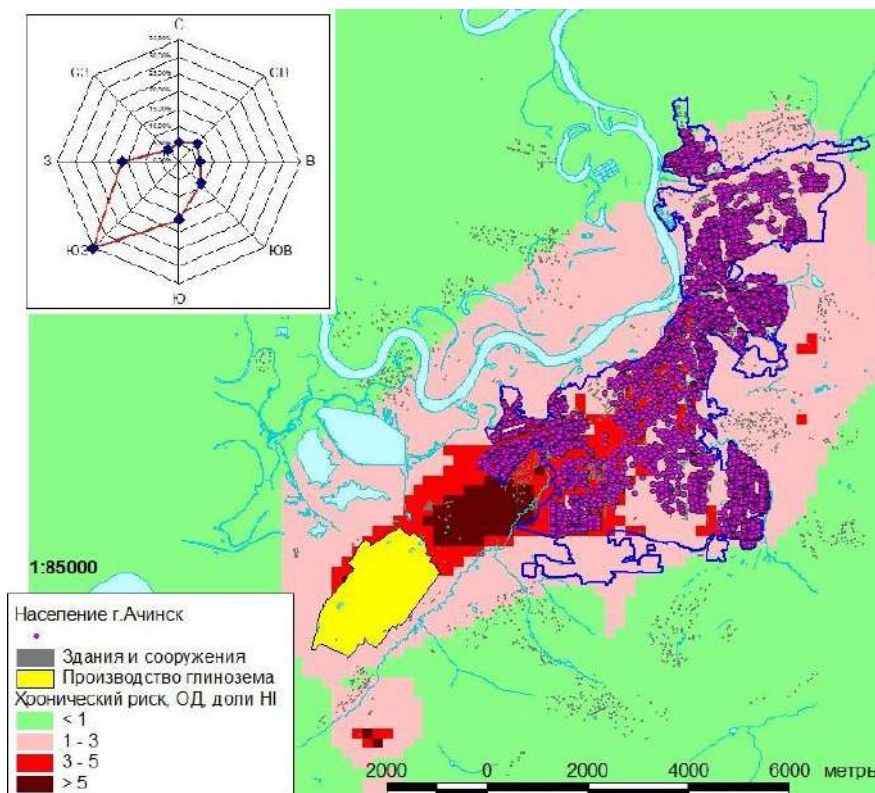 С
СВ
В
ЮВ
Ю
ЮЗ
З
СЗ
1:85000
Население г.Ачинск
Здания и сооружения
Производство глинозема
Хронический риск, ОД, доли HI
< 1
1 - 3
3 - 5
> 5
2000 0 2000 4000 6000 метры